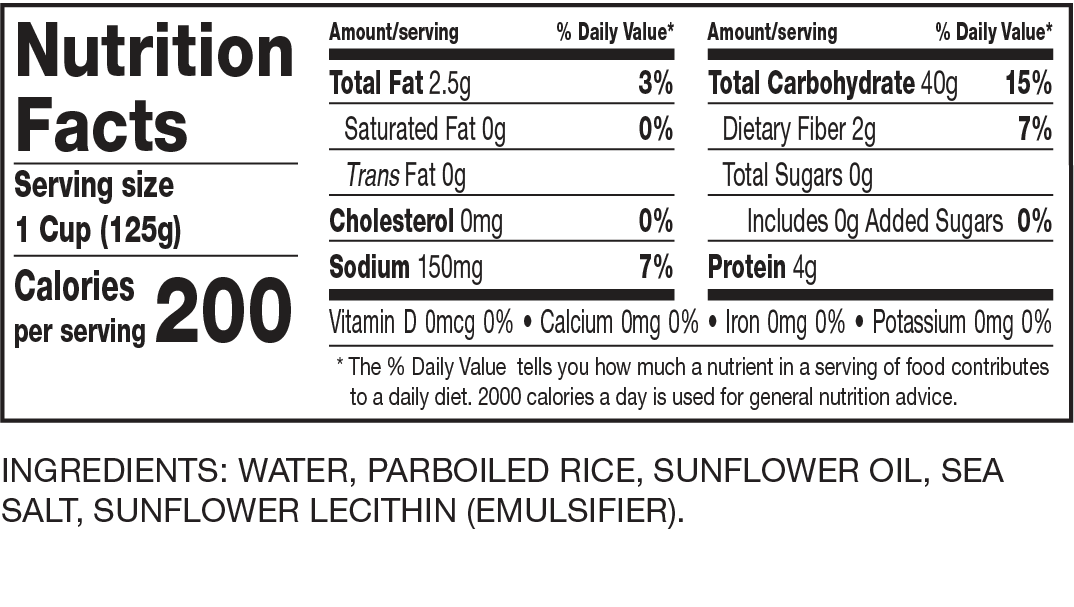 Nutrition
Facts
Serving size
1 Cup (125g)
Calories
per serving 200
Amount/serving % Daily Value*
Total Fat 2.5g 3%
Saturated Fat 0g 0%
Trans Fat 0g
Cholesterol 0mg 0%
Sodium 150mg 7%
Amount/serving % Daily Value*
Total Carbohydrate 40g 15%
Dietary Fiber 2g 7%
Total Sugars 0g
Includes 0g Added Sugars 0%
Protein 4g
Vitamin D 0mcg 0% • Calcium 0mg 0% • Iron 0mg 0% • Potassium 0mg 0%
* The % Daily Value tells you how much a nutrient in a serving of food contributes
to a daily diet. 2000 calories a day is used for general nutrition advice.
INGREDIENTS: WATER, PARBOILED RICE, SUNFLOWER OIL, SEA
SALT, SUNFLOWER LECITHIN (EMULSIFIER).